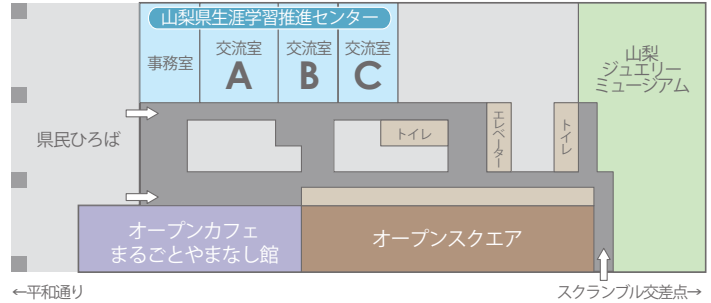 山梨県生涯学習推進センター
事務室
交流室
A
交流室
B
交流室
C
山梨
ジュエリー
ミュージアム
県民ひろば
トイレ
エレベーター
トイレ
オープンカフェ
まるごとやまなし館
オープンスクエア
←平和通り
スクランブル交差点→